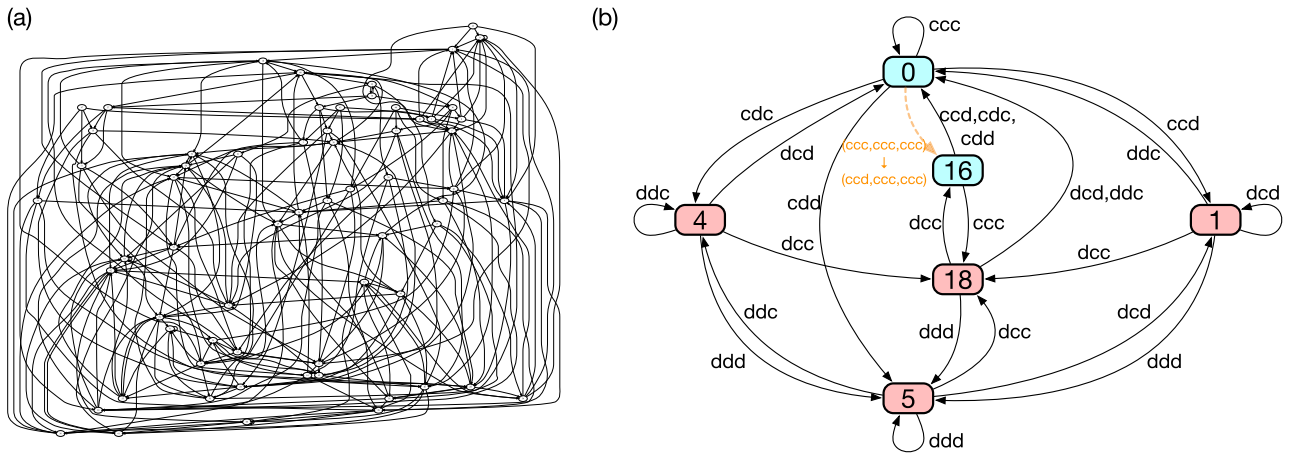 (a)
(b)
ccc
0
cdc
ccd,cdc,
cdd
ccd
dcd
(ccc,ccc,ccc)
↓
(ccd,ccc,ccc)
16
ddc
ddc
4
cdd
dcc
ccc
dcd,ddc
1
dcd
dcc
dcc
18
ddc
ddd
dcc
dcd
ddd
ddd
5
ddd